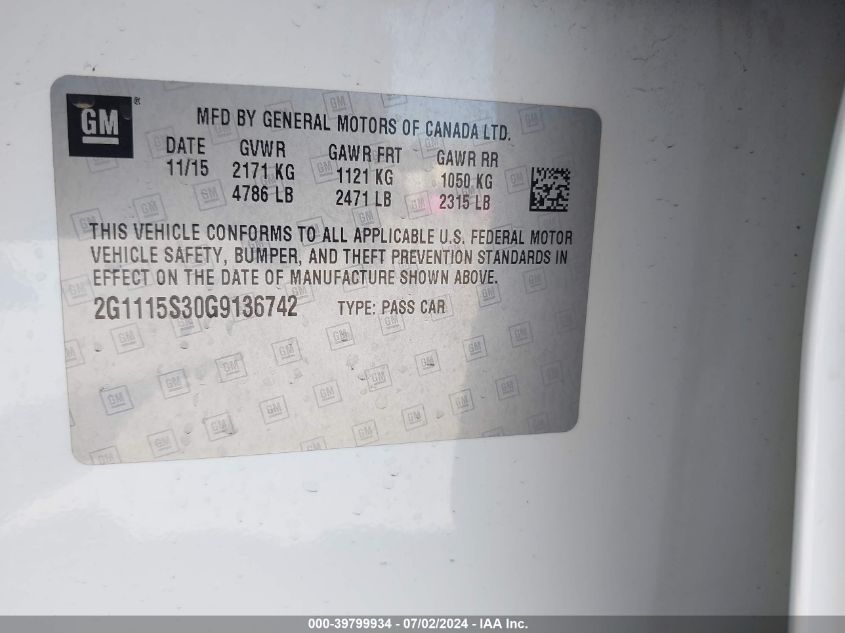 GM ®
MFD BY GENERAL MOTORS OF CANADA LTD.
DATE GVWR GAWR FRT GAWR RR
11/15 2171 KG 1121 KG 1050 KG
4786 LB 2471 LB 2315 LB
THIS VEHICLE CONFORMS TO ALL APPLICABLE U.S. FEDERAL MOTOR
VEHICLE SAFETY, BUMPER, AND THEFT PREVENTION STANDARDS IN
EFFECT ON THE DATE OF MANUFACTURE SHOWN ABOVE.
2G1115S30G9136742 TYPE: PASS CAR
000-39799934 - 07/02/2024 - IAA Inc.